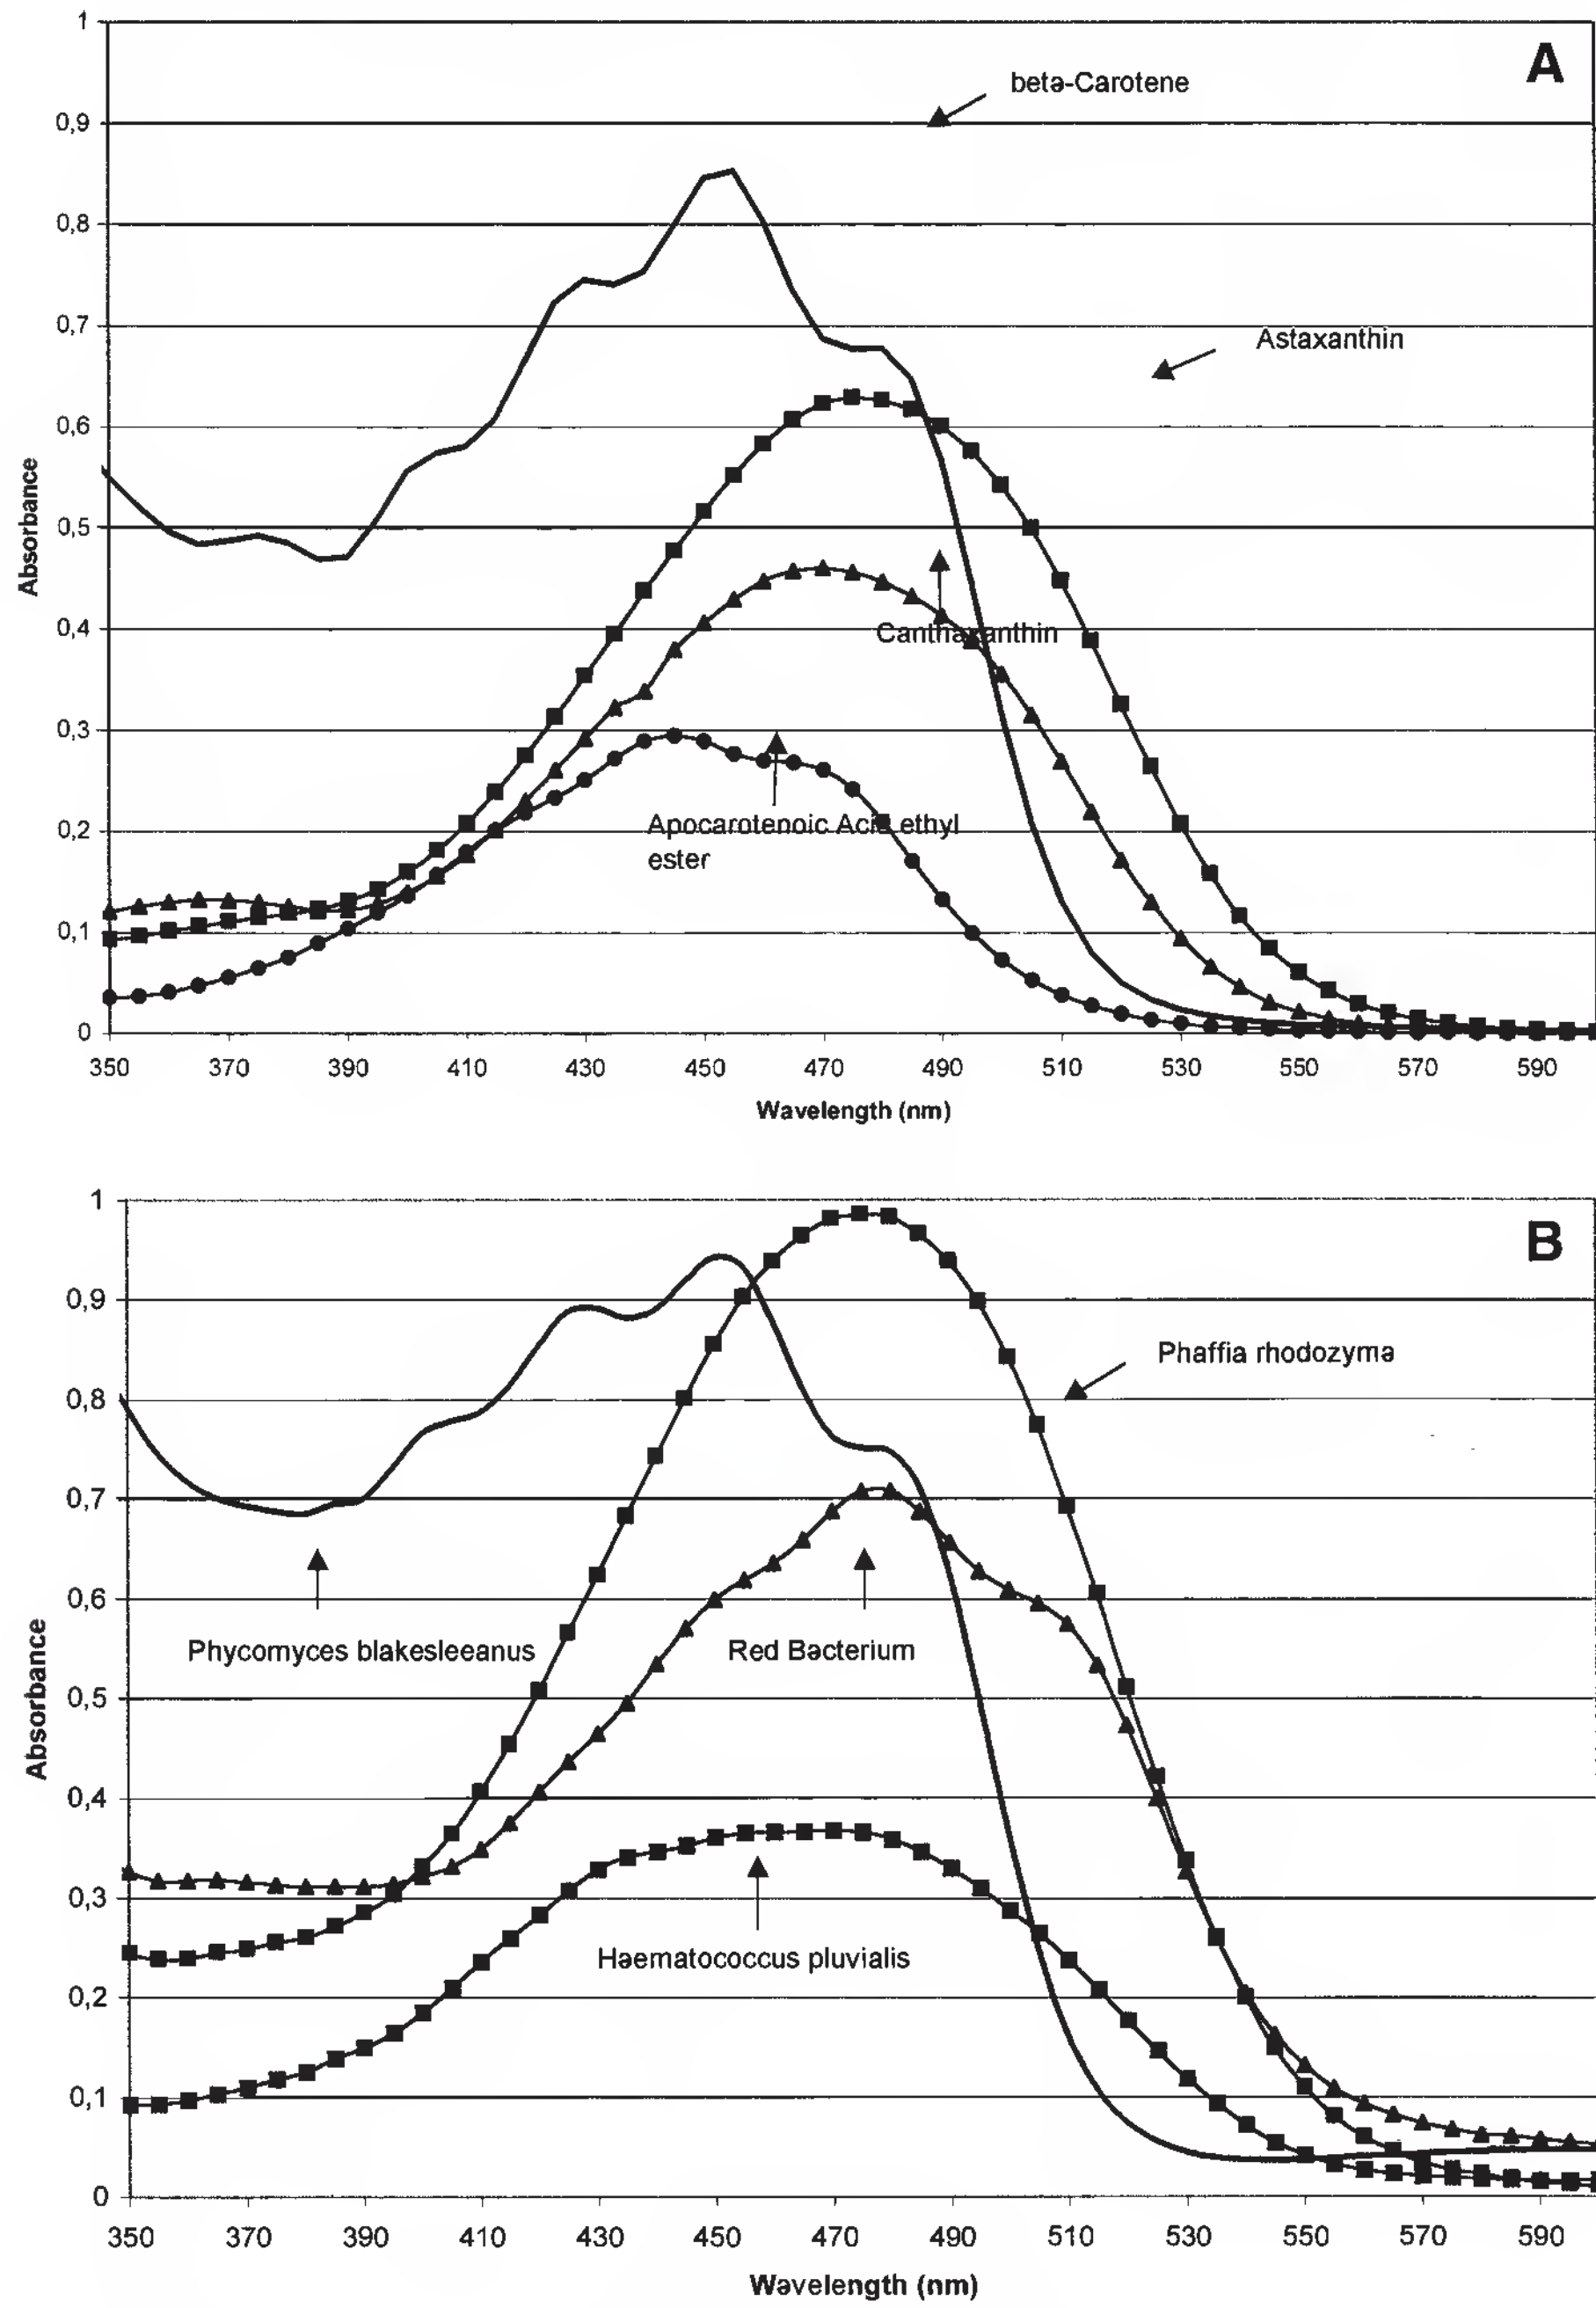 A
beta-Carotene
Astaxanthin
Canthaxanthin
Apocarotenoic Acid ethyl
ester
Absorbance
1
0,9
0,8
0,7
0,6
0,5
0,4
0,3
0,2
0,1
0
350 370 390 410 430 450 470 490 510 530 550 570 590
Wavelength (nm)
B
Phaffia rhodozyma
Phycomyces blakesleeanus
Red Bacterium
Haematococcus pluvialis
Absorbance
1
0,9
0,8
0,7
0,6
0,5
0,4
0,3
0,2
0,1
0
350 370 390 410 430 450 470 490 510 530 550 570 590
Wavelength (nm)